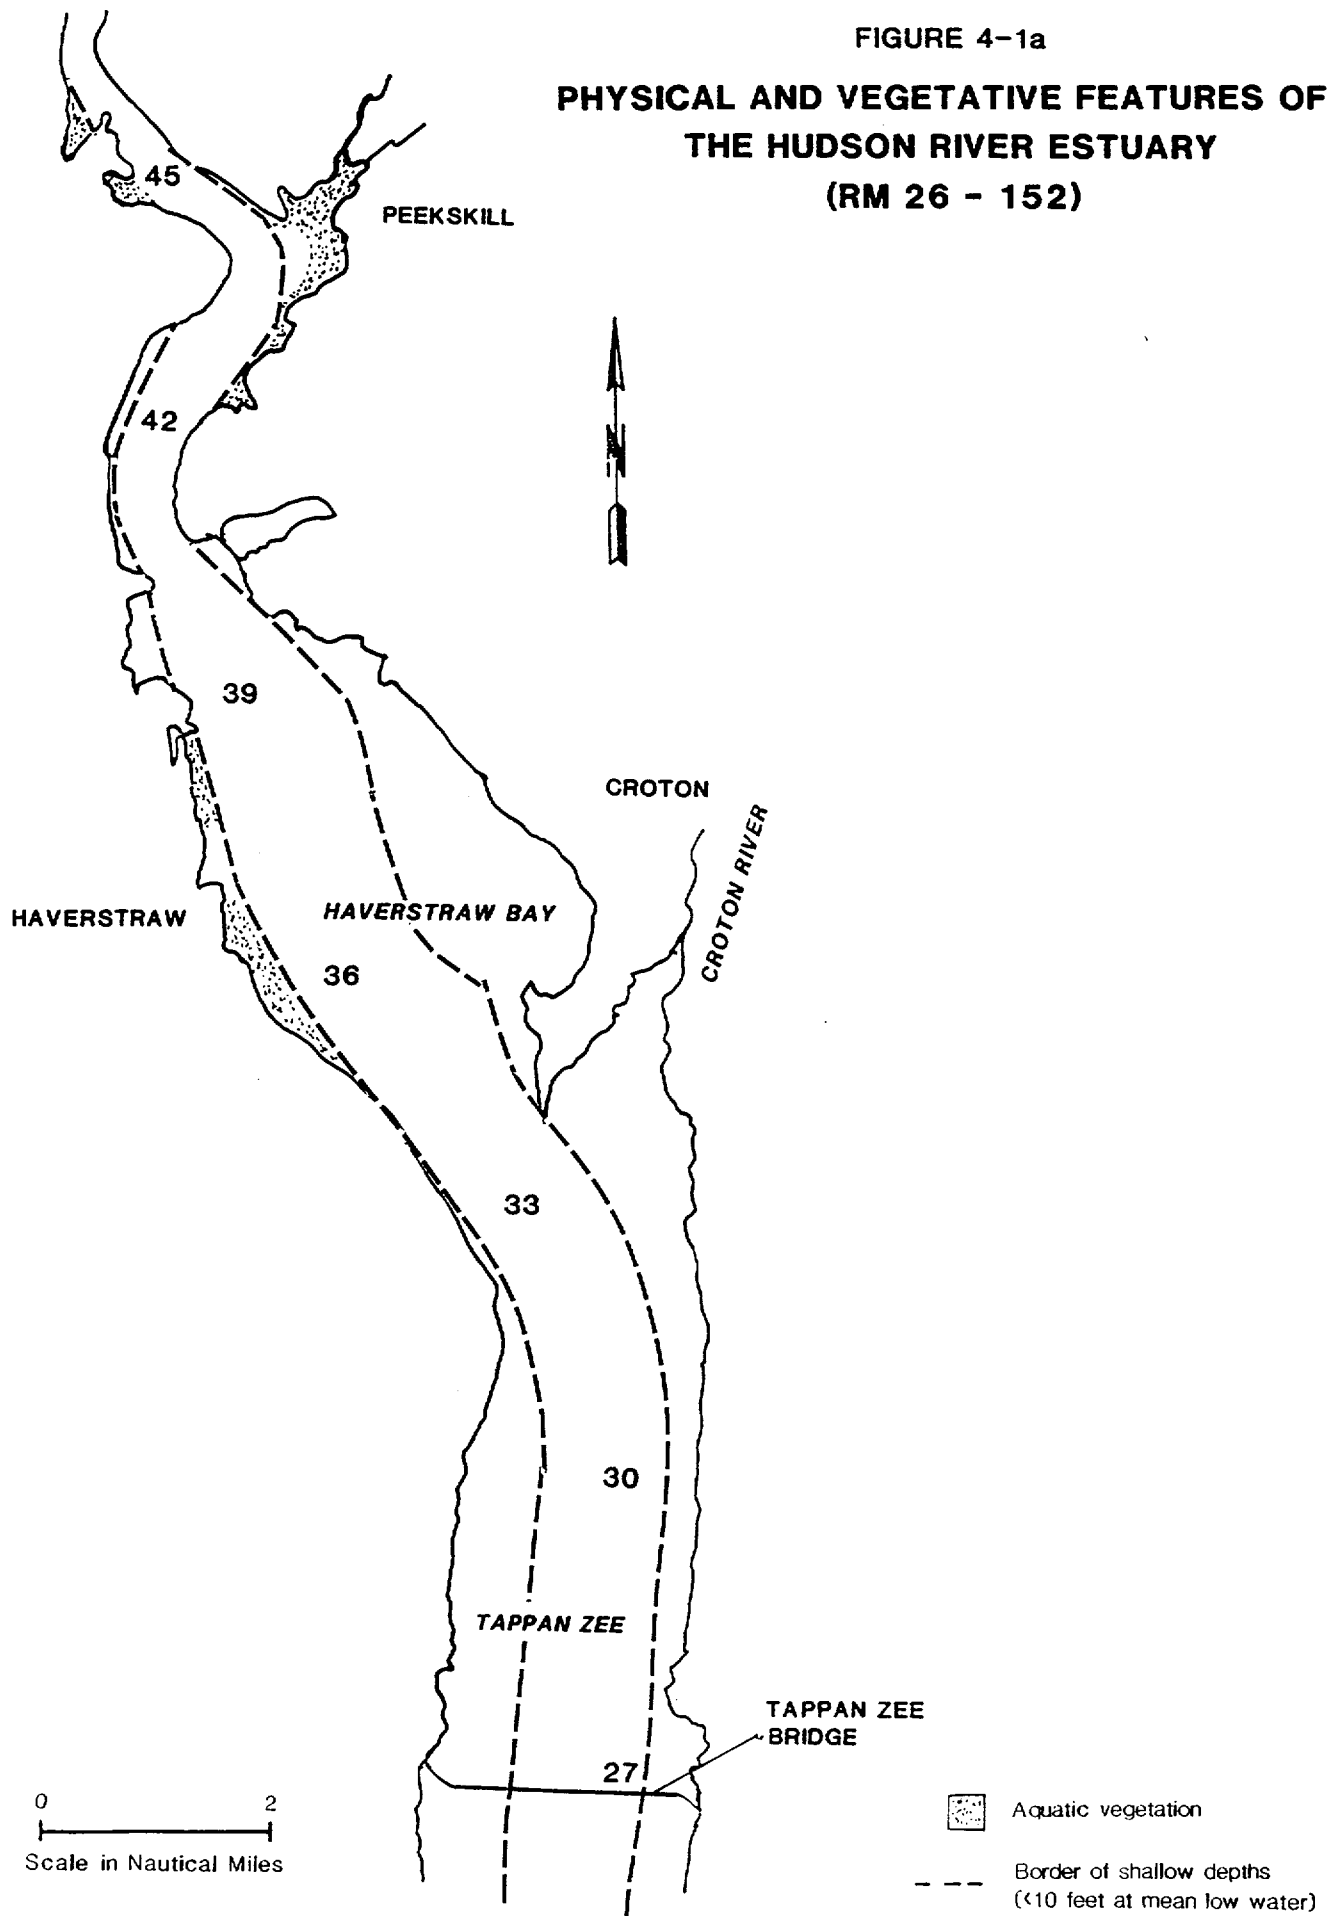 FIGURE 4-1a
PHYSICAL AND VEGETATIVE FEATURES OF
THE HUDSON RIVER ESTUARY
(RM 26 - 152)
45
PEEKSKILL
42
N
39
CROTON
CROTON RIVER
HAVERSTRAW
HAVERSTRAW BAY
36
33
30
TAPPAN ZEE
TAPPAN ZEE
BRIDGE
27
0 2
Scale in Nautical Miles
Aquatic vegetation
Border of shallow depths
(<10 feet at mean low water)